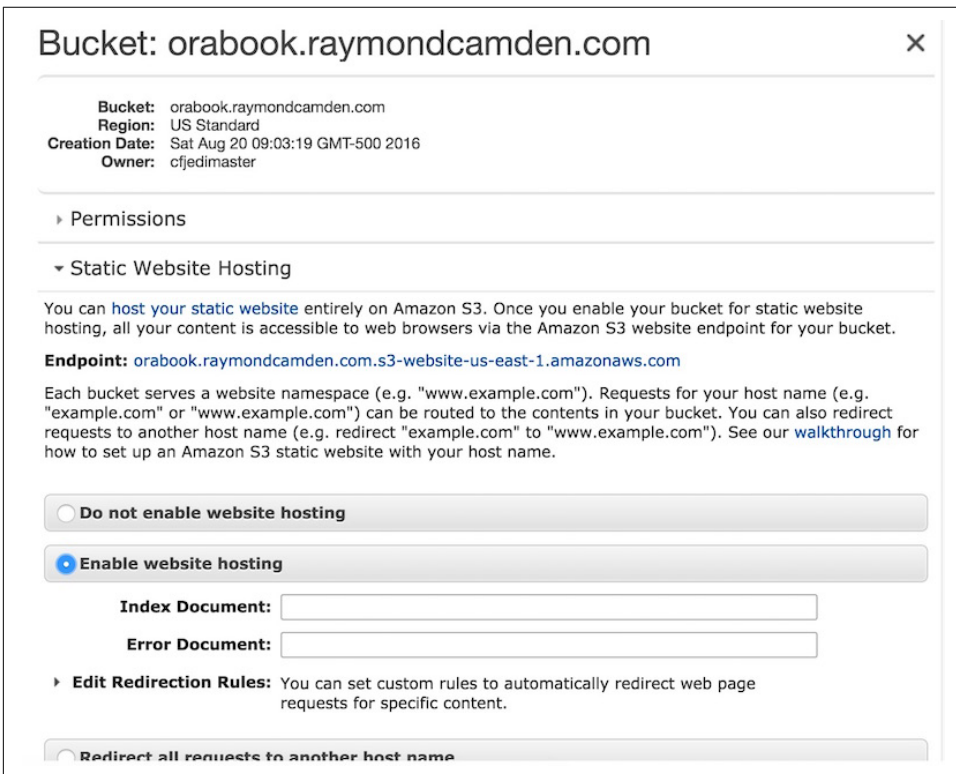 Bucket: orabook.raymondcamden.com
Bucket: orabook.raymondcamden.com
Region: US Standard
Creation Date: Sat Aug 20 09:03:19 GMT-500 2016
Owner: cfjedimaster
Permissions
Static Website Hosting
You can host your static website entirely on Amazon S3. Once you enable your bucket for static website
hosting, all your content is accessible to web browsers via the Amazon S3 website endpoint for your bucket.
Endpoint: orabook.raymondcamden.com.s3-website-us-east-1.amazonaws.com
Each bucket serves a website namespace (e.g. "www.example.com"). Requests for your host name (e.g.
"example.com" or "www.example.com") can be routed to the contents in your bucket. You can also redirect
requests to another host name (e.g. redirect "example.com" to "www.example.com"). See our walkthrough for
how to set up an Amazon S3 static website with your host name.
Do not enable website hosting
Enable website hosting
Index Document:
Error Document:
Edit Redirection Rules: You can set custom rules to automatically redirect web page
requests for specific content.
Redirect all requests to another host name